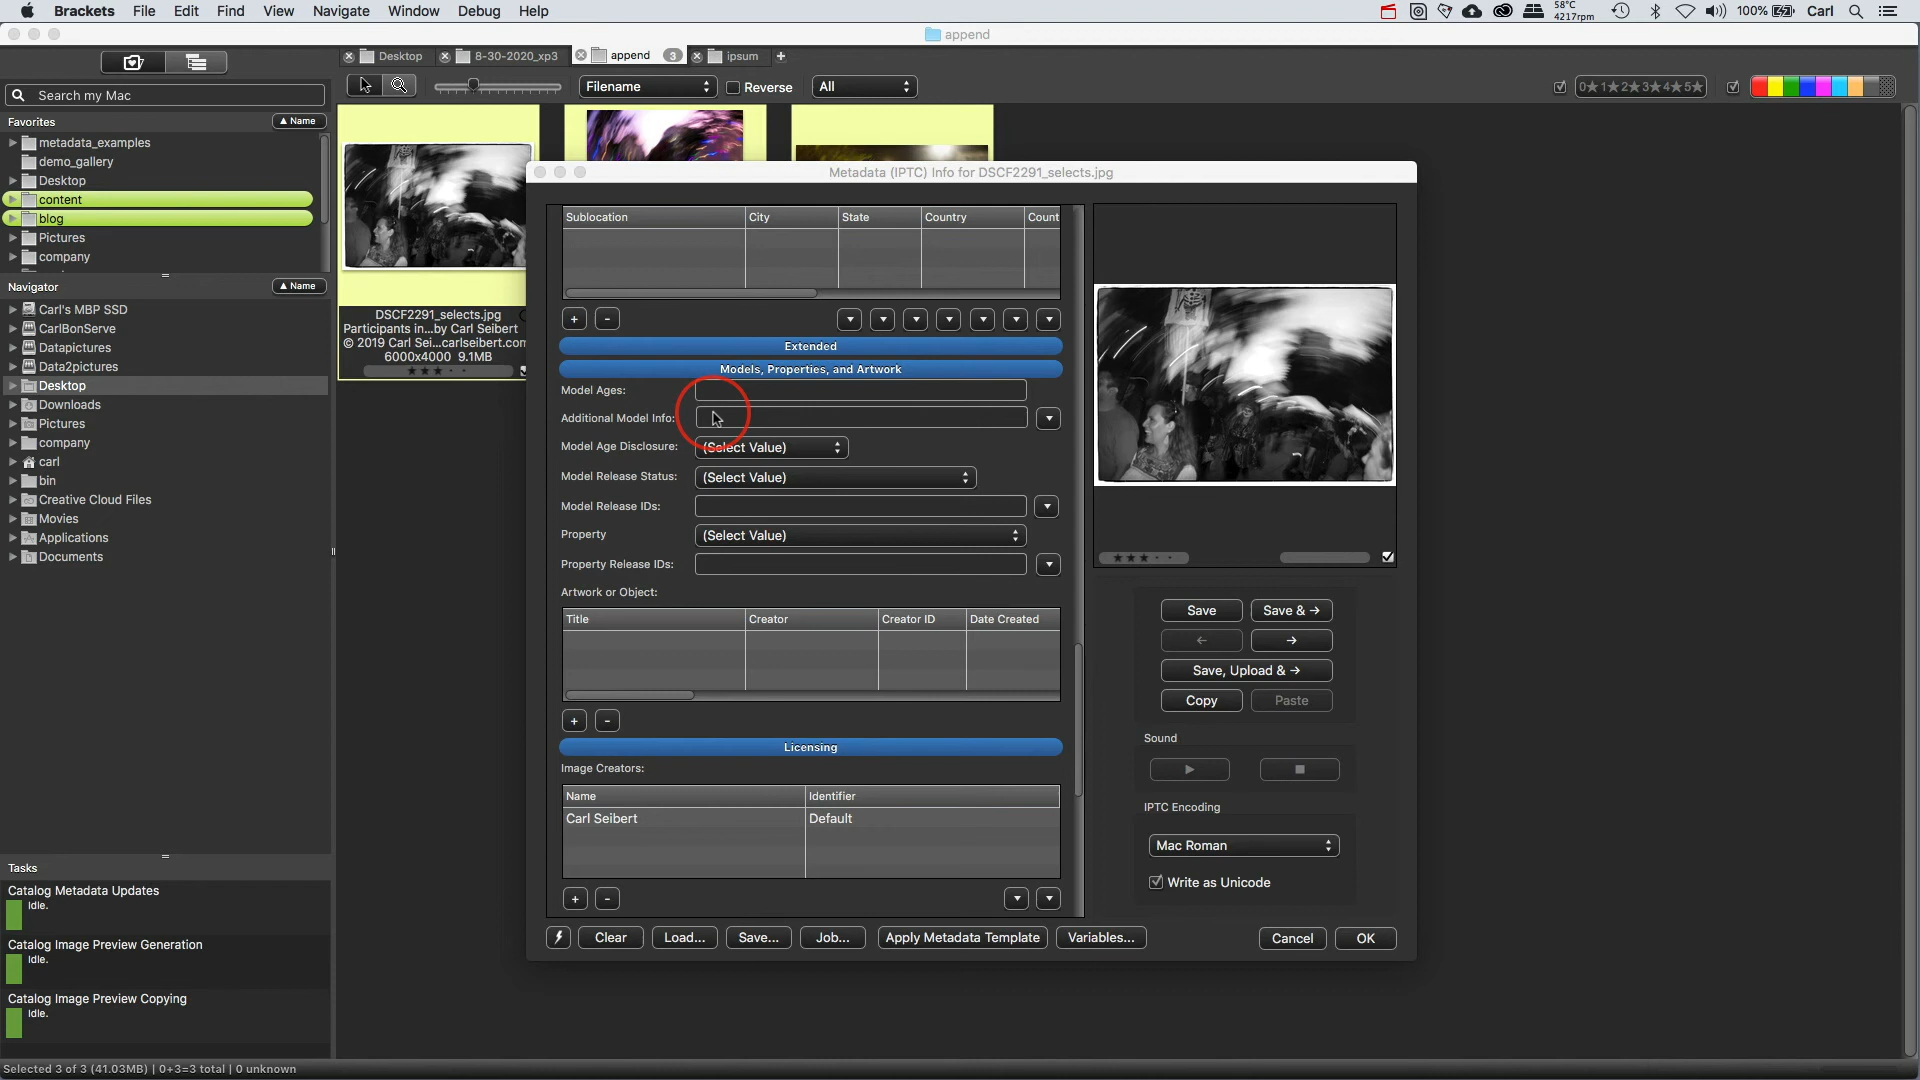 Brackets File Edit Find View Navigate Window Debug Help
58°C
4217rpm
100%
Carl
append
Desktop
8-30-2020_xp3
append 3
ipsum +
Filename
Reverse
All
0★1★2★3★4★5★
Search my Mac
Favorites
▲ Name
metadata_examples
demo_gallery
Desktop
content
blog
Pictures
company
Navigator
▲ Name
Carl's MBP SSD
CarlBonServe
Datapictures
Data2pictures
Desktop
Downloads
Pictures
company
carl
bin
Creative Cloud Files
Movies
Applications
Documents
Tasks
Catalog Metadata Updates
Idle.
Catalog Image Preview Generation
Idle.
Catalog Image Preview Copying
Idle.
Selected 3 of 3 (41.03MB) | 0+3=3 total | 0 unknown
DSCF2291_selects.jpg
Participants in...by Carl Seibert
© 2019 Carl Sei...carlseibert.com
6000x4000 9.1MB
Metadata (IPTC) Info for DSCF2291_selects.jpg
Sublocation City State Country Count
+ -
Extended
Models, Properties, and Artwork
Model Ages:
Additional Model Info:
Model Age Disclosure: (Select Value)
Model Release Status: (Select Value)
Model Release IDs:
Property (Select Value)
Property Release IDs:
Artwork or Object:
Title Creator Creator ID Date Created
+ -
Licensing
Image Creators:
Name Identifier
Carl Seibert Default
+ -
Clear Load... Save... Job... Apply Metadata Template Variables... Cancel OK
Save Save & →
← →
Save, Upload & →
Copy Paste
Sound
IPTC Encoding
Mac Roman
Write as Unicode